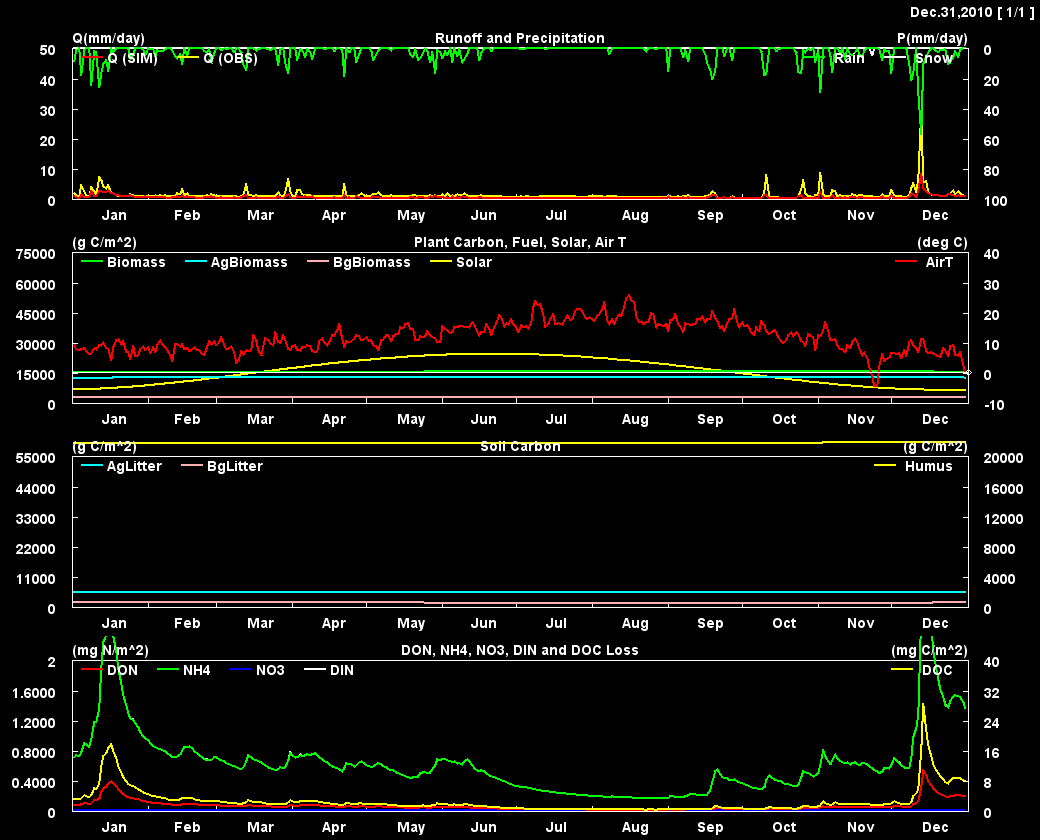 Dec.31,2010 [ 1/1 ]
Q(mm/day) Runoff and Precipitation P(mm/day)
50 Q (SIM) Q (OBS) Rain Snow 0
40 20
30 40
20 60
10 80
0 100
Jan Feb Mar Apr May Jun Jul Aug Sep Oct Nov Dec
(g C/m^2) Plant Carbon, Fuel, Solar, Air T (deg C)
75000 Biomass AgBiomass BgBiomass Solar AirT 40
60000 30
45000 20
30000 10
15000 0
0 -10
Jan Feb Mar Apr May Jun Jul Aug Sep Oct Nov Dec
(g C/m^2) Soil Carbon (g C/m^2)
55000 AgLitter BgLitter Humus 20000
44000 16000
33000 12000
22000 8000
11000 4000
0 0
Jan Feb Mar Apr May Jun Jul Aug Sep Oct Nov Dec
(mg N/m^2) DON, NH4, NO3, DIN and DOC Loss (mg C/m^2)
2 DON NH4 NO3 DIN DOC 40
1.6000 32
1.2000 24
0.8000 16
0.4000 8
0 0
Jan Feb Mar Apr May Jun Jul Aug Sep Oct Nov Dec